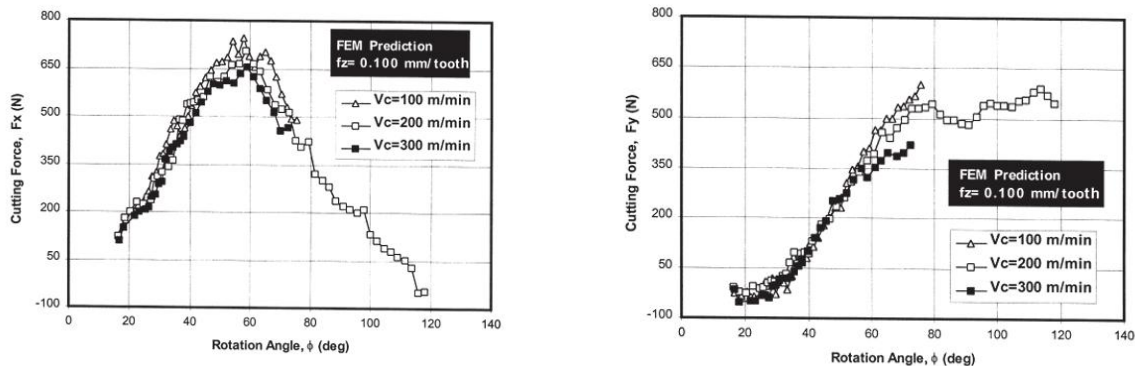 800
650
500
350
200
50
-100
Cutting Force, Fx (N)
FEM Prediction
fz= 0.100 mm/tooth
Vc=100 m/min
Vc=200 m/min
Vc=300 m/min
0 20 40 60 80 100 120 140
Rotation Angle, ϕ (deg)
800
650
500
350
200
50
-100
Cutting Force, Fy (N)
FEM Prediction
fz= 0.100 mm/tooth
Vc=100 m/min
Vc=200 m/min
Vc=300 m/min
0 20 40 60 80 100 120 140
Rotation Angle, ϕ (deg)